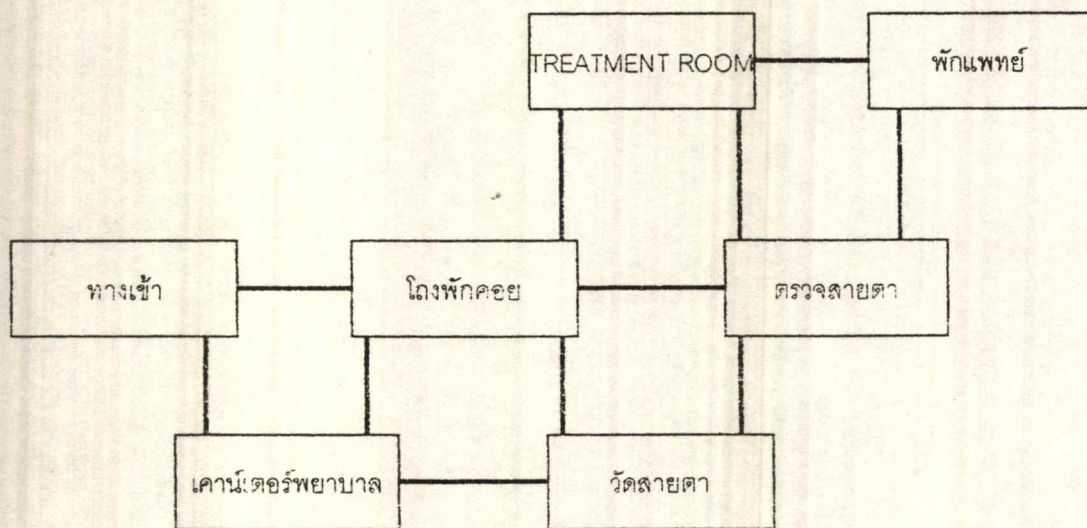 TREATMENT ROOM
พักแพทย์
ทางเข้า
โถงพักคอย
ตรวจสายตา
เคาน์เตอร์พยาบาล
วัดสายตา